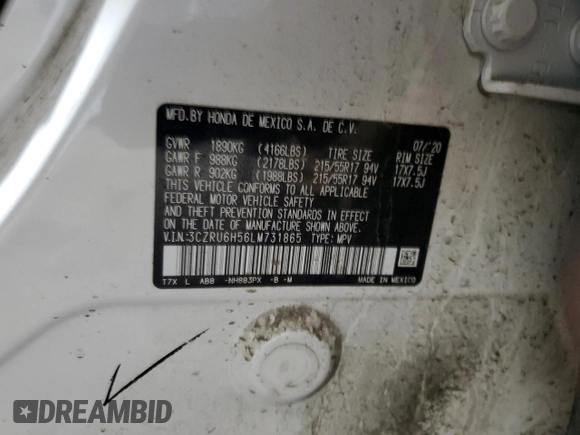 MFD.BY HONDA DE MEXICO S.A. DE C.V.
GVWR 1890KG (4166LBS) TIRE SIZE 07/'20 RIM SIZE
GAWR F 988KG (2178LBS) 215/55R17 94V 17X7.5J
GAWR R 902KG (1988LBS) 215/55R17 94V 17X7.5J
THIS VEHICLE CONFORMS TO ALL APPLICABLE
FEDERAL MOTOR VEHICLE SAFETY AND THEFT
PREVENTION STANDARDS IN EFFECT ON THE
DATE OF MANUFACTURE SHOWN ABOVE.
V.I.N:3CZRU6H56LM731865 TYPE: MPV
T7X L AB8 -NH883PX -B -M MADE IN MEXICO
DREAMBID